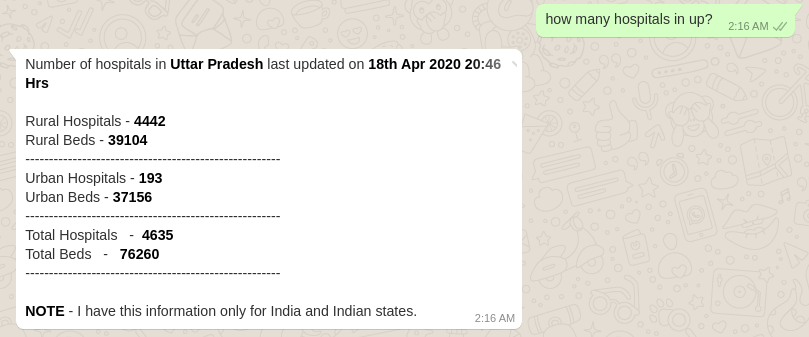 how many hospitals in up?
2:16 AM
Number of hospitals in Uttar Pradesh last updated on 18th Apr 2020 20:46
Hrs
Rural Hospitals - 4442
Rural Beds - 39104
---------------------------------------------------
Urban Hospitals - 193
Urban Beds - 37156
---------------------------------------------------
Total Hospitals - 4635
Total Beds - 76260
---------------------------------------------------
NOTE - I have this information only for India and Indian states.
2:16 AM